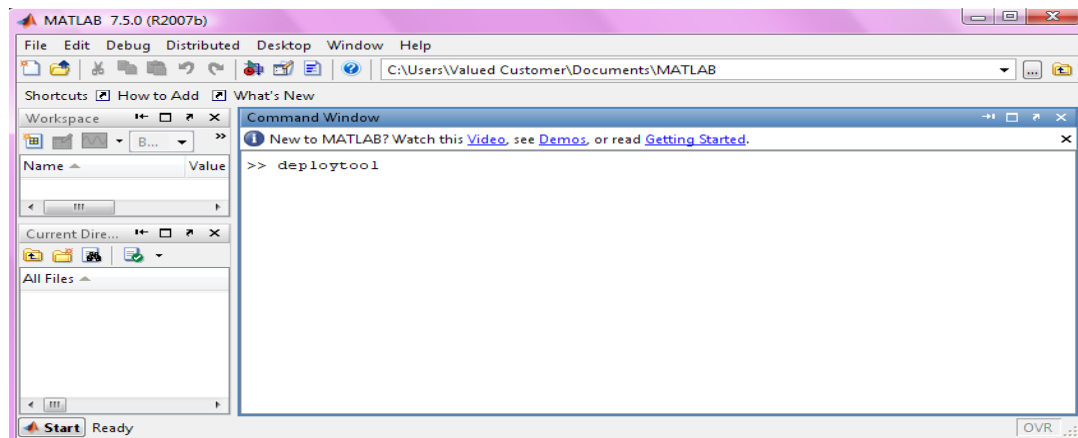 MATLAB 7.5.0 (R2007b)
File Edit Debug Distributed Desktop Window Help
C:\Users\Valued Customer\Documents\MATLAB
Shortcuts How to Add What's New
Workspace
B...
Name Value
Current Dire...
All Files
Command Window
New to MATLAB? Watch this Video, see Demos, or read Getting Started.
>> deploytool
Start Ready
OVR